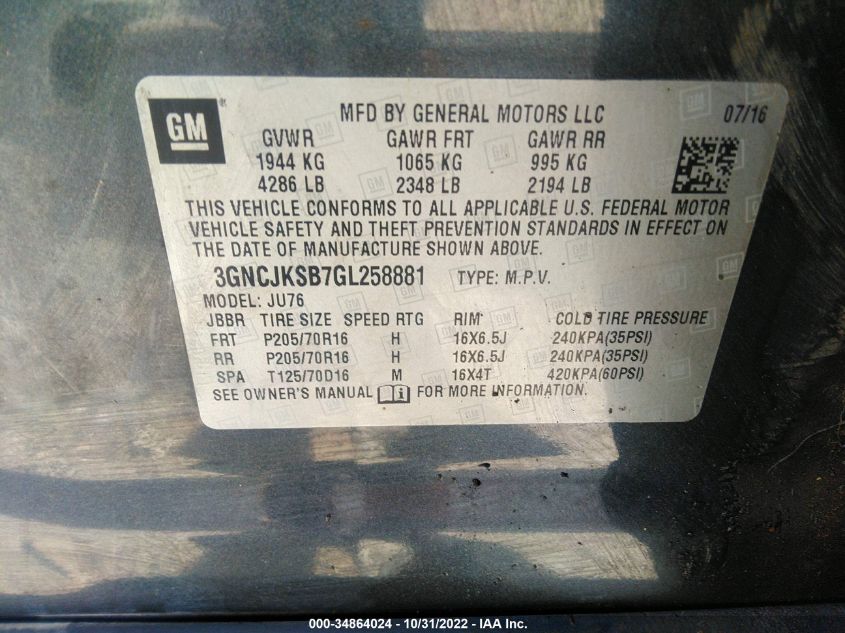 GM
MFD BY GENERAL MOTORS LLC 07/16
GVWR GAWR FRT GAWR RR
1944 KG 1065 KG 995 KG
4286 LB 2348 LB 2194 LB
THIS VEHICLE CONFORMS TO ALL APPLICABLE U.S. FEDERAL MOTOR
VEHICLE SAFETY AND THEFT PREVENTION STANDARDS IN EFFECT ON
THE DATE OF MANUFACTURE SHOWN ABOVE.
3GNCJKSB7GL258881 TYPE: M.P.V.
MODEL: JU76
JBBR TIRE SIZE SPEED RTG RIM COLD TIRE PRESSURE
FRT P205/70R16 H 16X6.5J 240KPA(35PSI)
RR P205/70R16 H 16X6.5J 240KPA(35PSI)
SPA T125/70D16 M 16X4T 420KPA(60PSI)
SEE OWNER'S MANUAL FOR MORE INFORMATION.
000-34864024 - 10/31/2022 - IAA Inc.